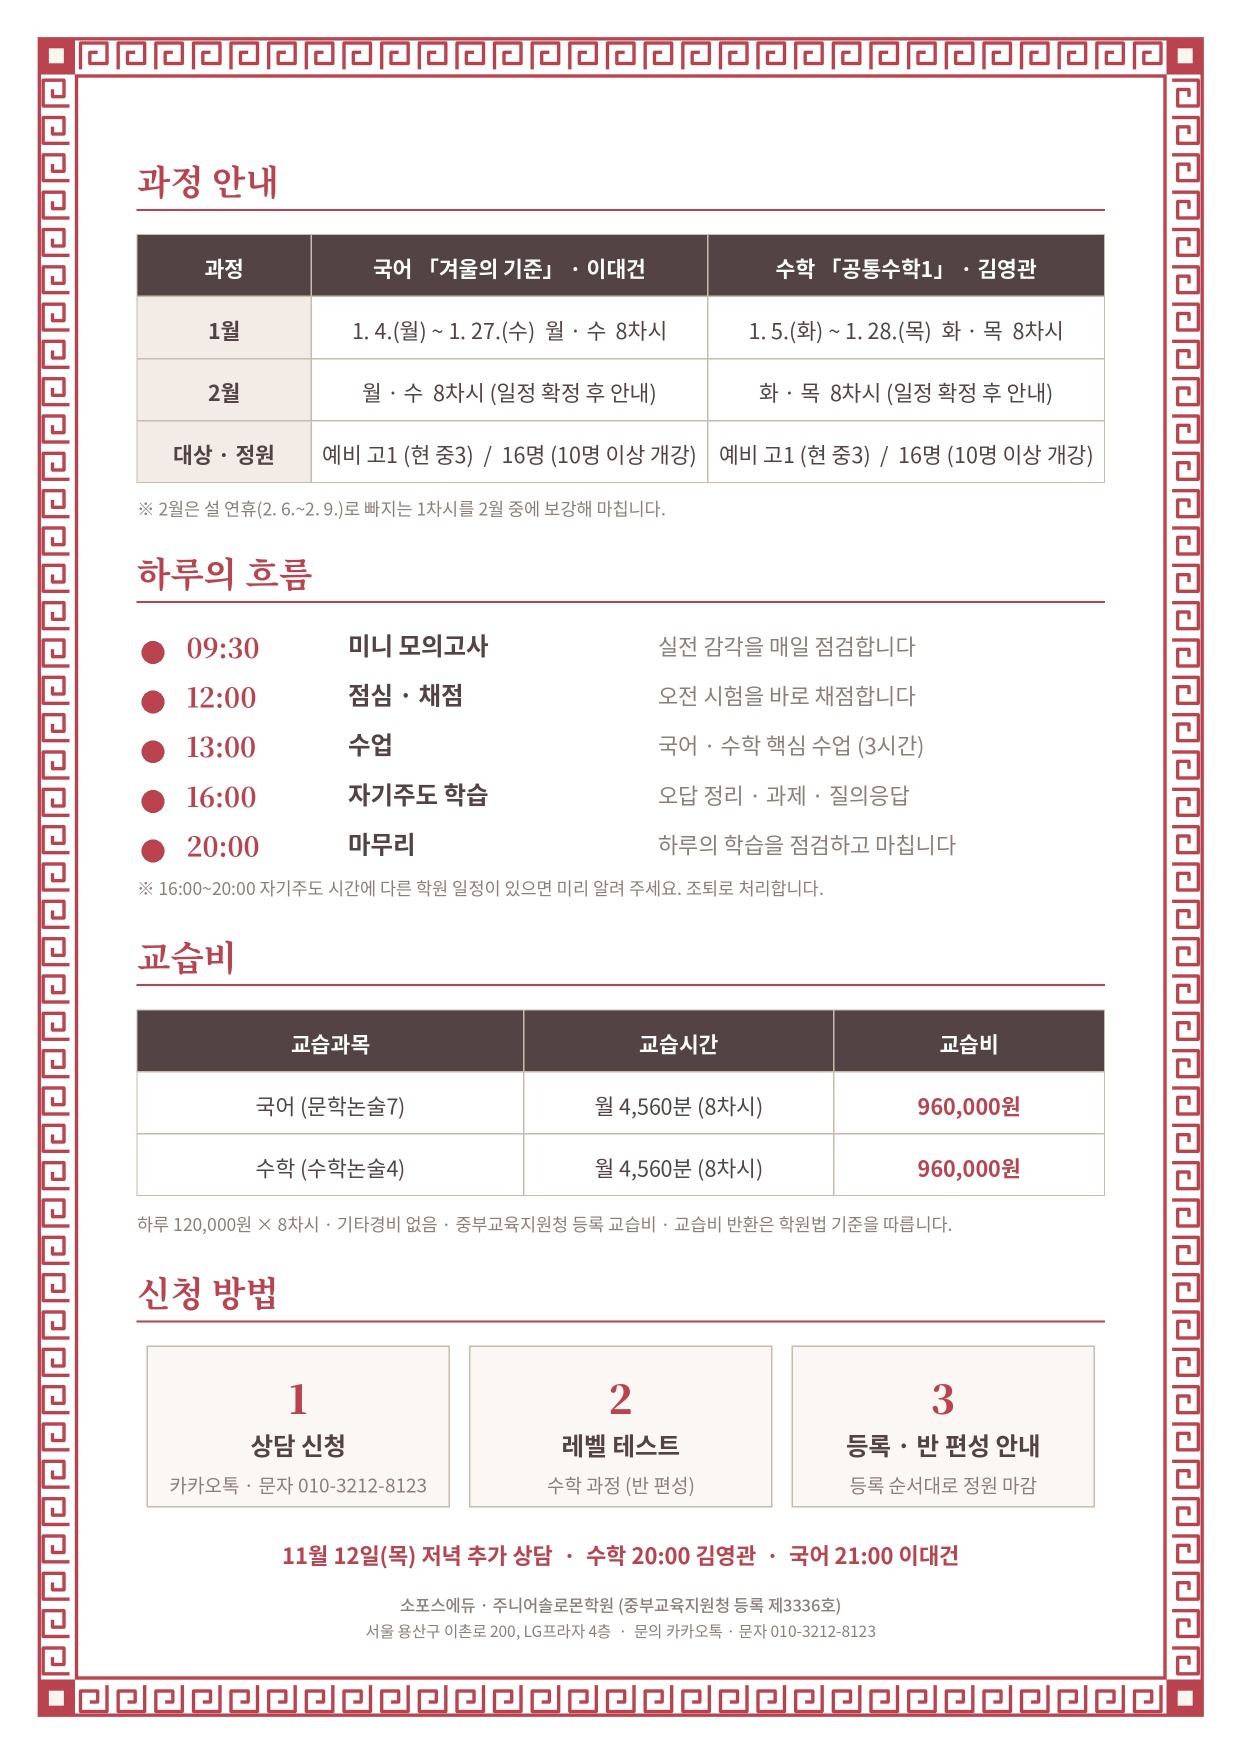 과정 안내
과정 국어 「겨울의 기준」 · 이대건 수학 「공통수학1」 · 김영관
1월 1. 4.(월) ~ 1. 27.(수) 월 · 수 8차시 1. 5.(화) ~ 1. 28.(목) 화 · 목 8차시
2월 월 · 수 8차시 (일정 확정 후 안내) 화 · 목 8차시 (일정 확정 후 안내)
대상 · 정원 예비 고1 (현 중3) / 16명 (10명 이상 개강) 예비 고1 (현 중3) / 16명 (10명 이상 개강)
※ 2월은 설 연휴(2. 6.~2. 9.)로 빠지는 1차시를 2월 중에 보강해 마칩니다.
하루의 흐름
09:30 미니 모의고사 실전 감각을 매일 점검합니다
12:00 점심 · 채점 오전 시험을 바로 채점합니다
13:00 수업 국어 · 수학 핵심 수업 (3시간)
16:00 자기주도 학습 오답 정리 · 과제 · 질의응답
20:00 마무리 하루의 학습을 점검하고 마칩니다
※ 16:00~20:00 자기주도 시간에 다른 학원 일정이 있으면 미리 알려 주세요. 조퇴로 처리합니다.
교습비
교습과목 교습시간 교습비
국어 (문학논술7) 월 4,560분 (8차시) 960,000원
수학 (수학논술4) 월 4,560분 (8차시) 960,000원
하루 120,000원 × 8차시 · 기타경비 없음 · 중부교육지원청 등록 교습비 · 교습비 반환은 학원법 기준을 따릅니다.
신청 방법
1
상담 신청
카카오톡 · 문자 010-3212-8123
2
레벨 테스트
수학 과정 (반 편성)
3
등록 · 반 편성 안내
등록 순서대로 정원 마감
11월 12일(목) 저녁 추가 상담 · 수학 20:00 김영관 · 국어 21:00 이대건
소포스에듀 · 주니어솔로몬학원 (중부교육지원청 등록 제3336호)
서울 용산구 이촌로 200, LG프라자 4층 · 문의 카카오톡 · 문자 010-3212-8123